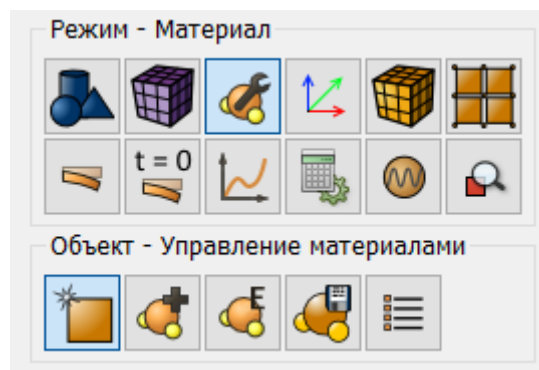 Режим - Материал
t = 0
Объект - Управление материалами
E